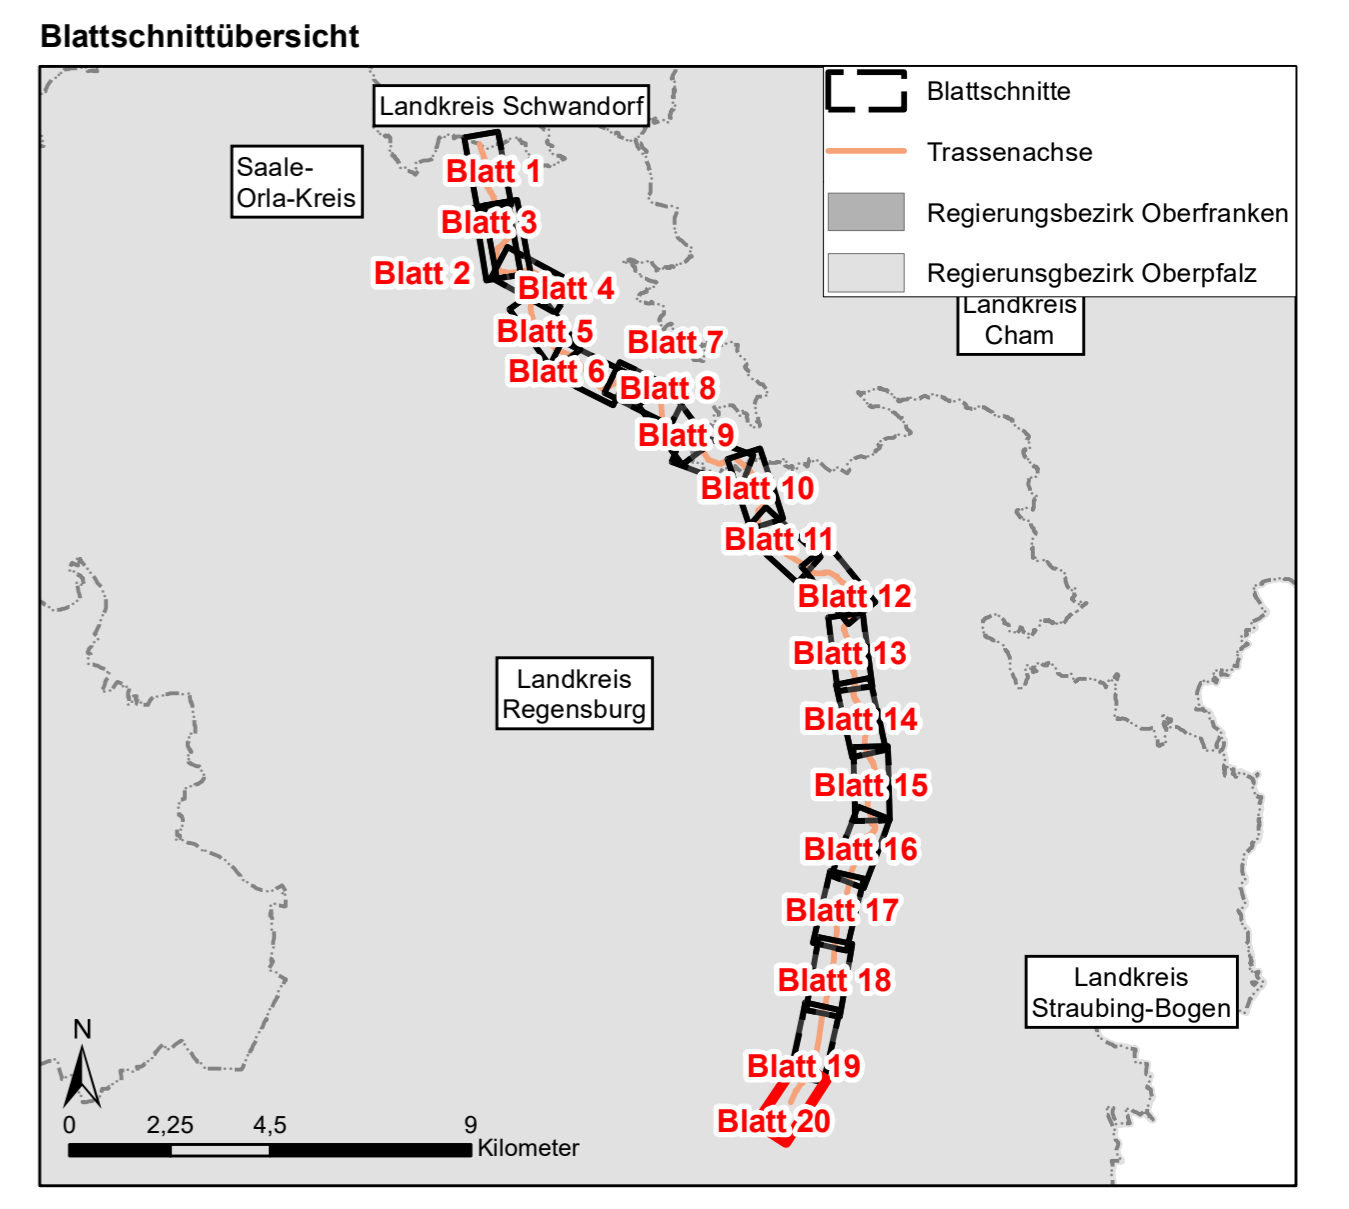 Blattschnittübersicht
Landkreis Schwandorf
Saale-
Orla-Kreis
Blattschnitte
Trassenachse
Regierungsbezirk Oberfranken
Regierunsgbezirk Oberpfalz
Landkreis
Cham
Blatt 1
Blatt 3
Blatt 2
Blatt 4
Blatt 5
Blatt 7
Blatt 6
Blatt 8
Blatt 9
Blatt 10
Blatt 11
Blatt 12
Blatt 13
Landkreis
Regensburg
Blatt 14
Blatt 15
Blatt 16
Blatt 17
Blatt 18
Landkreis
Straubing-Bogen
Blatt 19
Blatt 20
N
0 2,25 4,5 9
Kilometer